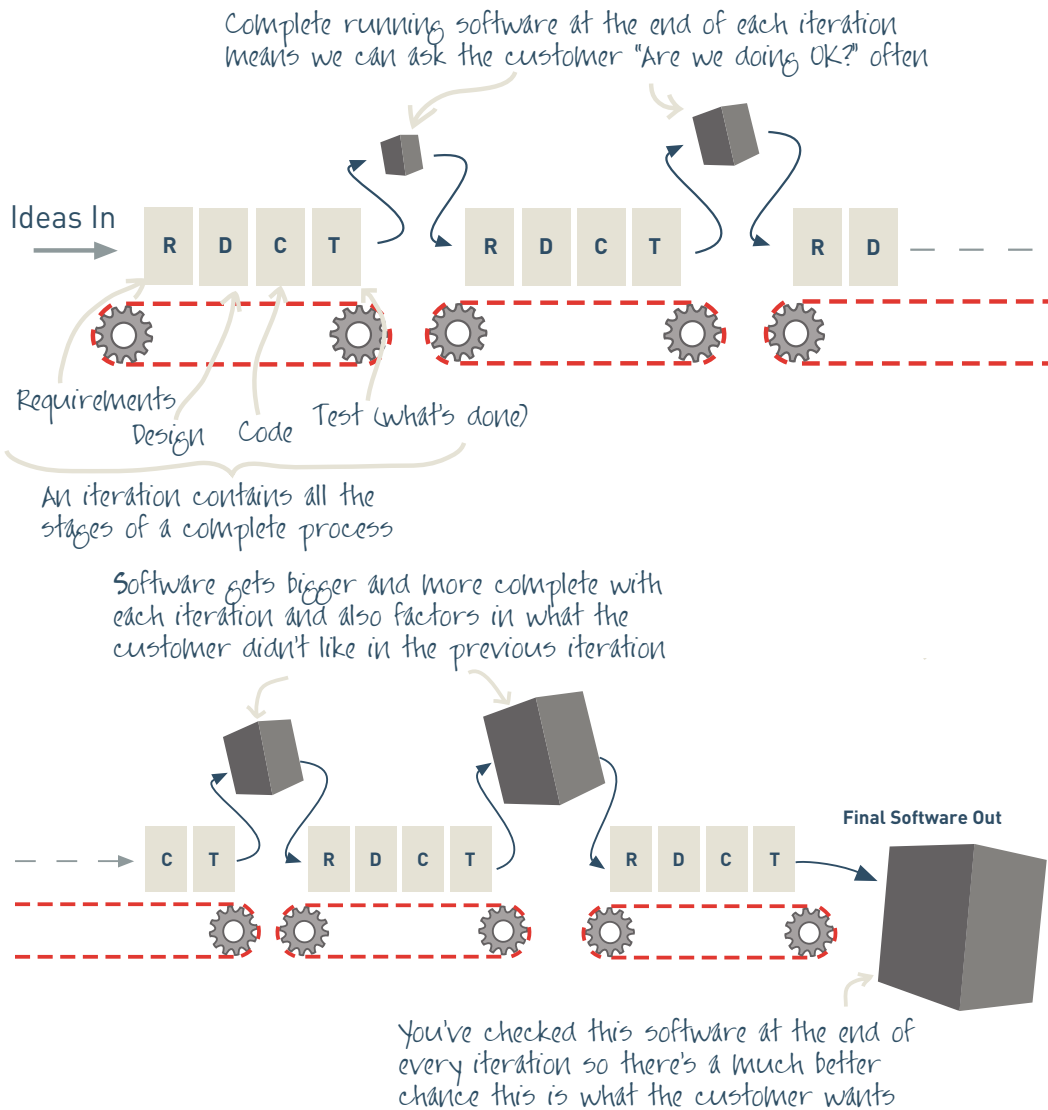 Complete running software at the end of each iteration
means we can ask the customer "Are we doing OK?" often
Ideas In
R D C T
R D C T
R D
Requirements
Design
Code
Test (what's done)
An iteration contains all the
stages of a complete process
Software gets bigger and more complete with
each iteration and also factors in what the
customer didn't like in the previous iteration
C T
R D C T
R D C T
Final Software Out
You've checked this software at the end of
every iteration so there's a much better
chance this is what the customer wants